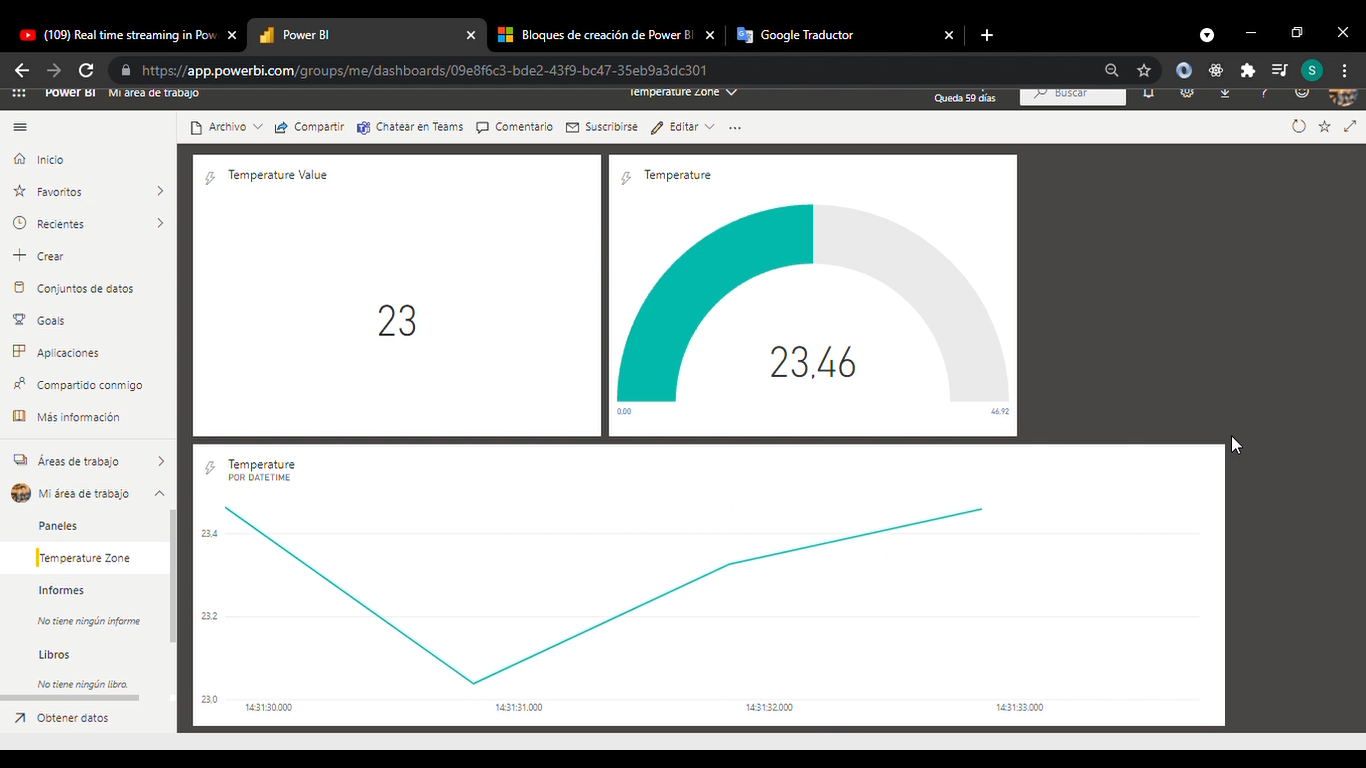 (109) Real time streaming in Pow
Power BI
Bloques de creación de Power BI
Google Traductor
S
https://app.powerbi.com/groups/me/dashboards/09e8f6c3-bde2-43f9-bc47-35eb9a3dc301
Power BI Mi área de trabajo
Temperature Zone
Queda 59 días
Buscar
Archivo
Compartir
Chatear en Teams
Comentario
Suscribirse
Editar
Inicio
Favoritos
Recientes
Crear
Conjuntos de datos
Goals
Aplicaciones
Compartido conmigo
Más información
Áreas de trabajo
Mi área de trabajo
Paneles
Temperature Zone
Informes
No tiene ningún informe
Libros
No tiene ningún libro.
Obtener datos
Temperature Value
23
Temperature
23,46
0.00
46.92
Temperature
POR DATETIME
23,4
23,2
23,0
14:31:30.000
14:31:31.000
14:31:32.000
14:31:33.000